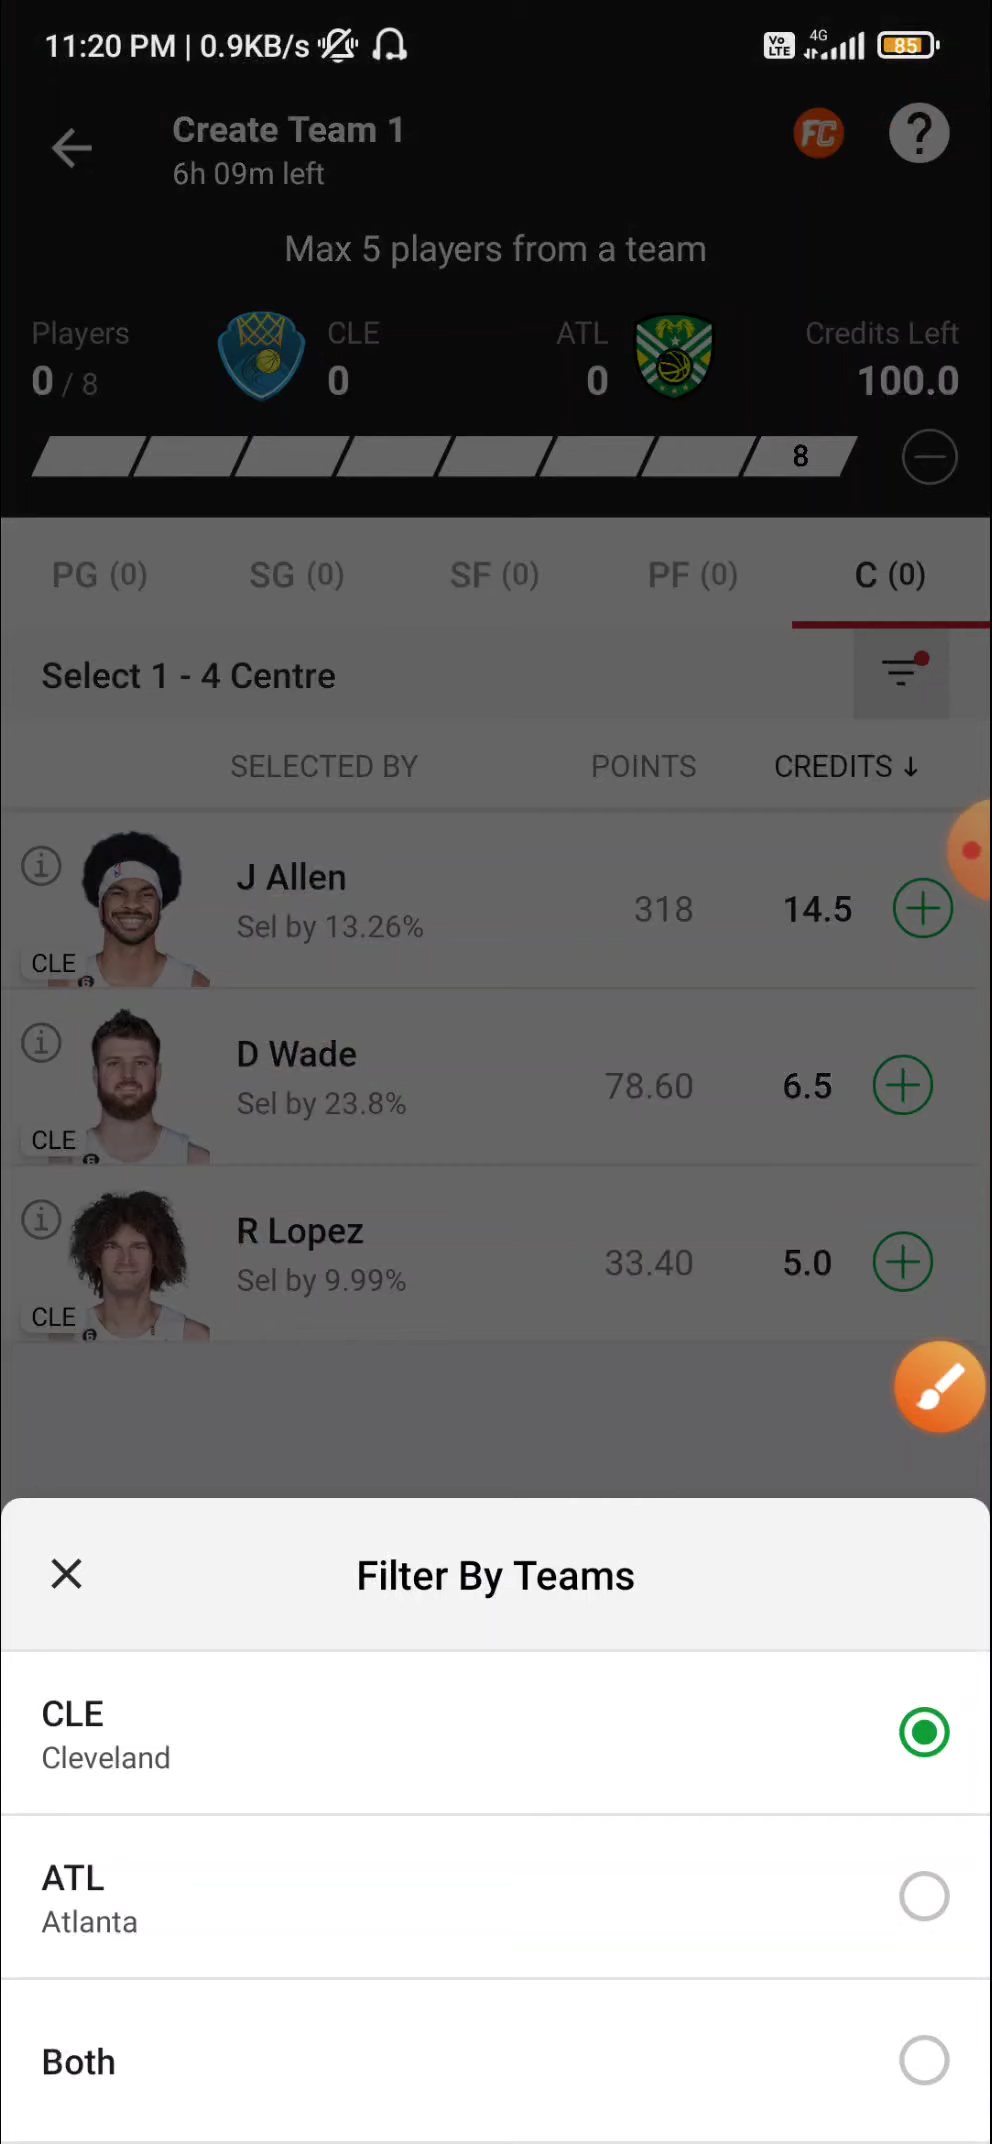 11:20 PM | 0.9KB/s
Vo LTE 4G 85
Create Team 1
6h 09m left
FC
?
Max 5 players from a team
Players CLE ATL Credits Left
0 / 8 0 0 100.0
8
PG (0) SG (0) SF (0) PF (0) C (0)
Select 1 - 4 Centre
SELECTED BY POINTS CREDITS ↓
J Allen
Sel by 13.26%
318 14.5
CLE
D Wade
Sel by 23.8%
78.60 6.5
CLE
R Lopez
Sel by 9.99%
33.40 5.0
CLE
Filter By Teams
CLE
Cleveland
ATL
Atlanta
Both